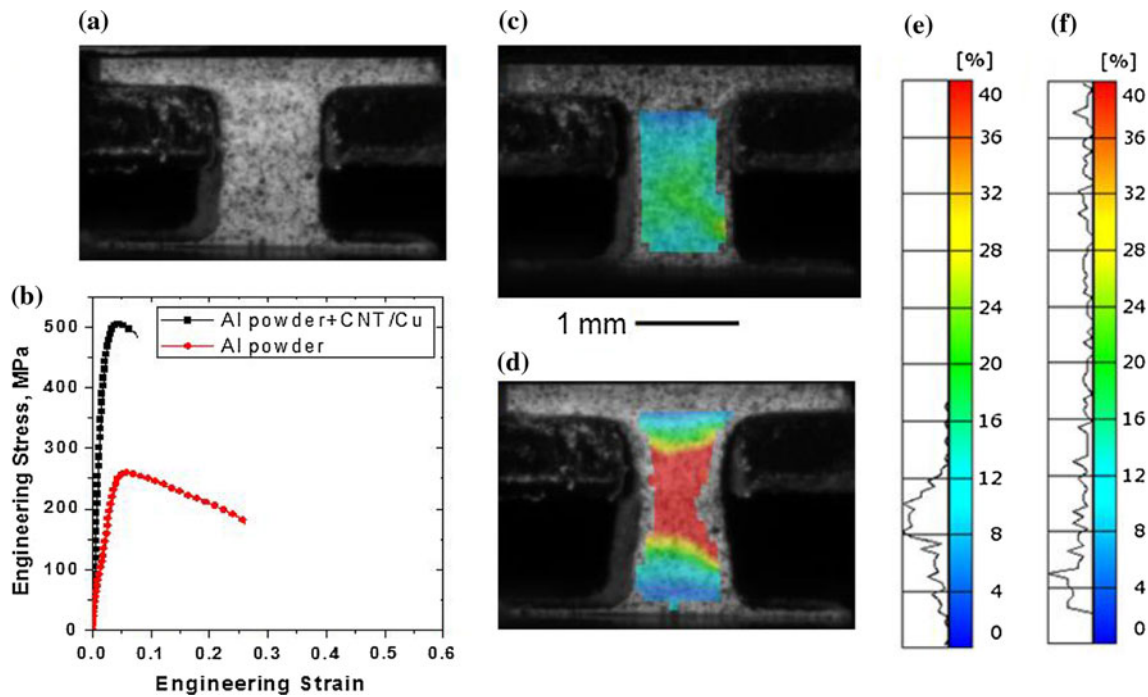 (a)
(b)
Engineering Stress, MPa
500
450
300
250
200
100
0
0.0 0.1 0.2 0.3 0.4 0.5 0.6
Engineering Strain
Al powder+CNT/Cu
Al powder
(c)
1 mm
(d)
(e)
[%]
40
36
32
28
24
20
16
12
8
4
0
(f)
[%]
40
36
32
28
24
20
16
12
8
4
0